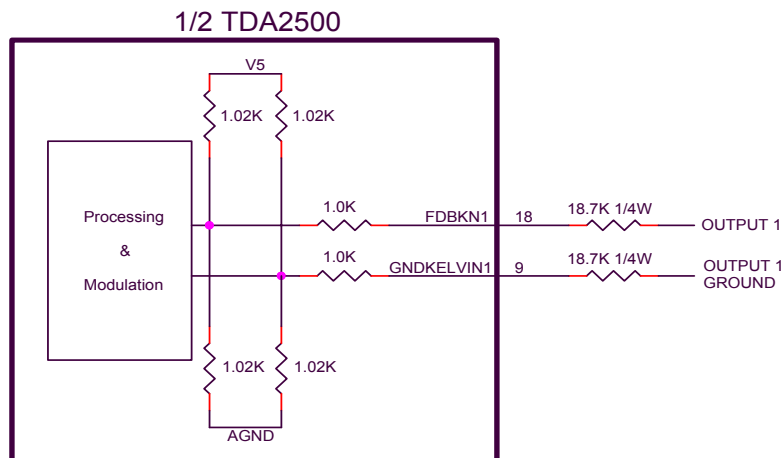 1/2 TDA2500
V5
1.02K
1.02K
Processing
&
Modulation
1.0K
FDBKN1
18
18.7K 1/4W
OUTPUT 1
1.0K
GNDKELVIN1
9
18.7K 1/4W
OUTPUT 1
GROUND
1.02K
1.02K
AGND